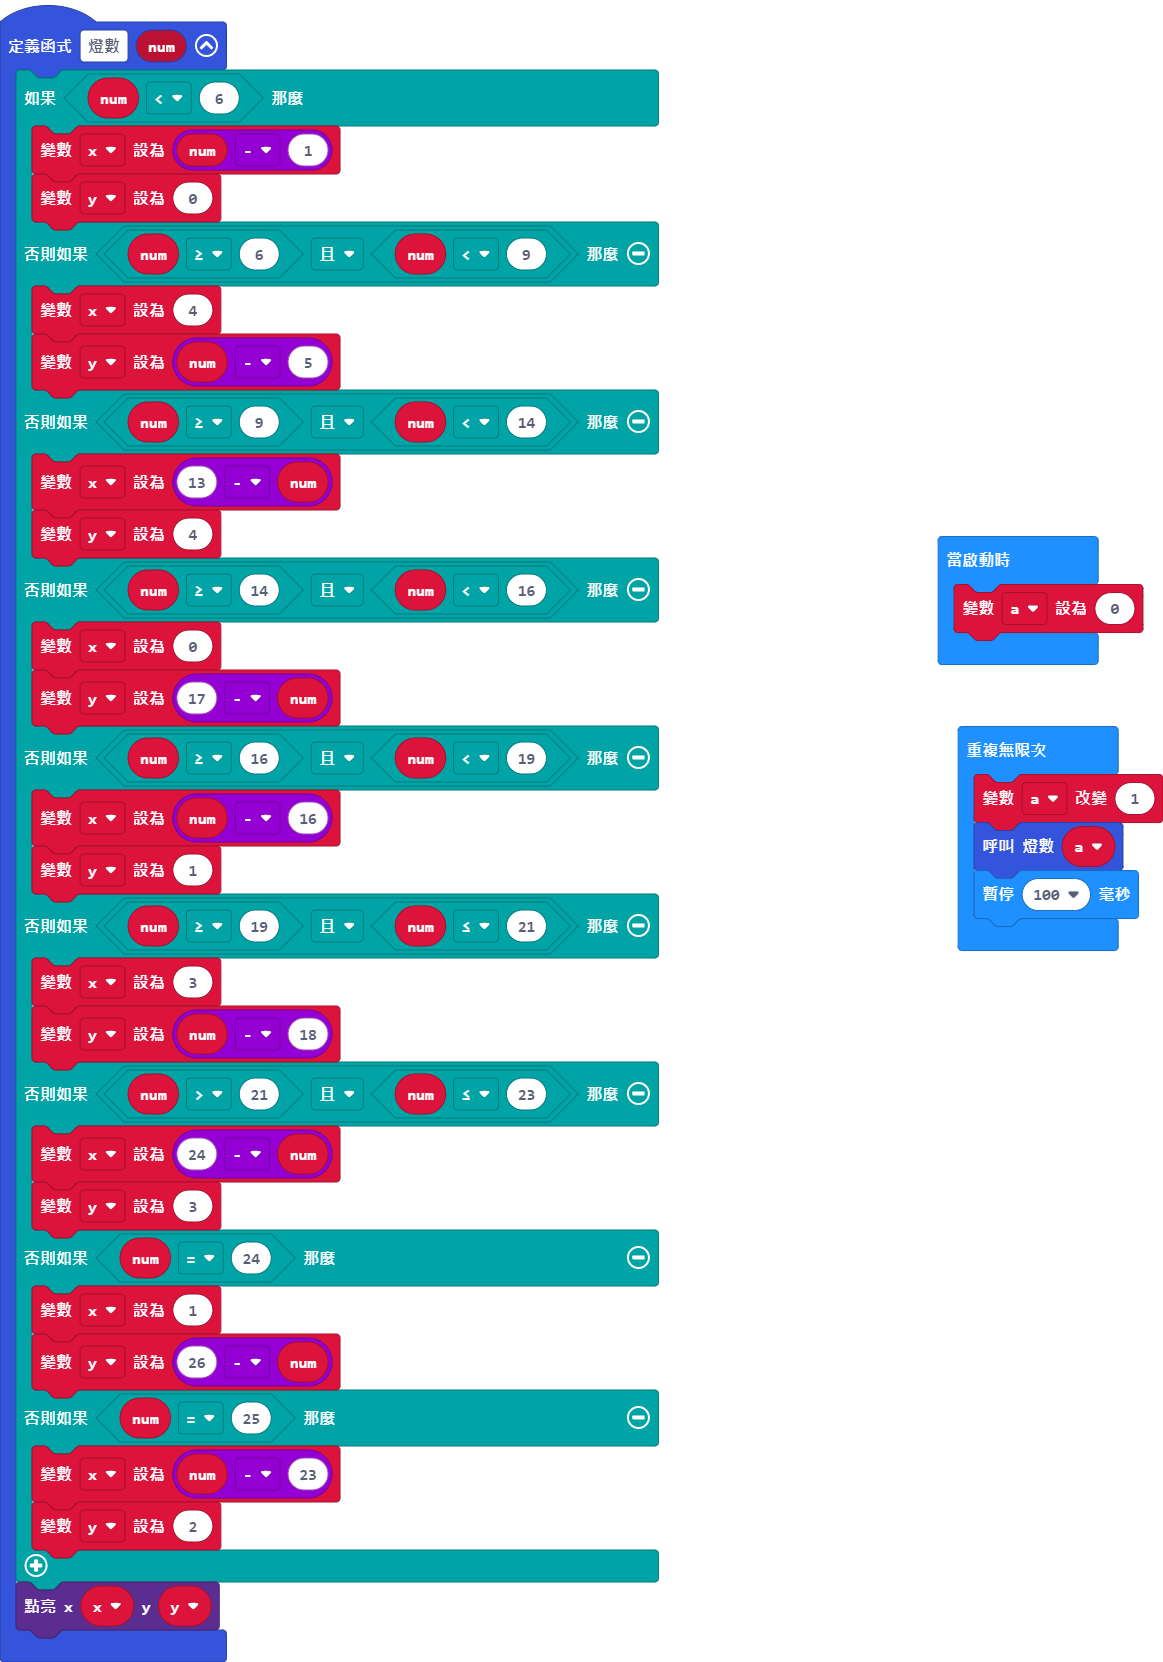 定義函式 燈數 num
如果 num < 6 那麼
變數 x 設為 num - 1
變數 y 設為 0
否則如果 num ≥ 6 且 num < 9 那麼
變數 x 設為 4
變數 y 設為 num - 5
否則如果 num ≥ 9 且 num < 14 那麼
變數 x 設為 13 - num
變數 y 設為 4
否則如果 num ≥ 14 且 num < 16 那麼
變數 x 設為 0
變數 y 設為 17 - num
否則如果 num ≥ 16 且 num < 19 那麼
變數 x 設為 num - 16
變數 y 設為 1
否則如果 num ≥ 19 且 num ≤ 21 那麼
變數 x 設為 3
變數 y 設為 num - 18
否則如果 num > 21 且 num ≤ 23 那麼
變數 x 設為 24 - num
變數 y 設為 3
否則如果 num = 24 那麼
變數 x 設為 1
變數 y 設為 26 - num
否則如果 num = 25 那麼
變數 x 設為 num - 23
變數 y 設為 2
點亮 x x y y
當啟動時
變數 a 設為 0
重複無限次
變數 a 改變 1
呼叫 燈數 a
暫停 100 毫秒